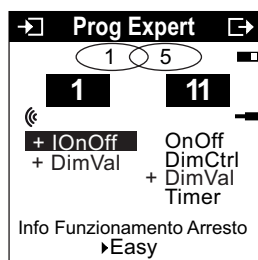 Prog Expert
1 5
1 11
+ IOnOff OnOff
+ DimVal DimCtrl
+ DimVal
Timer
Info Funzionamento Arresto
Easy